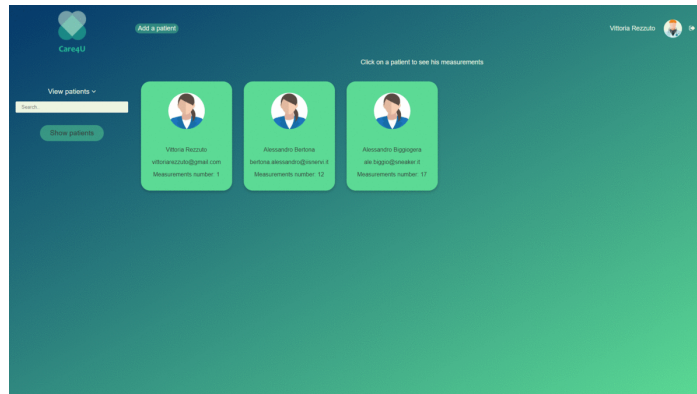 Care4U
Add a patient
Vittoria Rezzuto
Click on a patient to see his measurements
View patients
Search...
Show patients
Vittoria Rezzuto
vittoriarezzuto@gmail.com
Measurements number: 1
Alessandro Bertona
bertona.alessandro@sisnervi.it
Measurements number: 12
Alessandro Biggiogera
ale.biggio@sneaker.it
Measurements number: 17